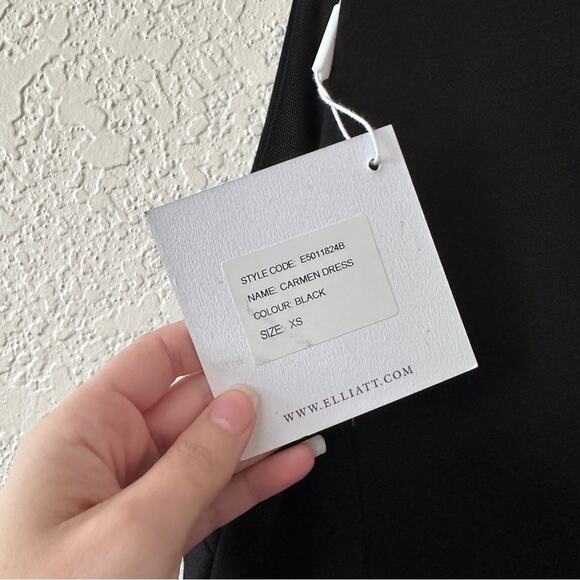 STYLE CODE: E5011824B
NAME: CARMEN DRESS
COLOUR: BLACK
SIZE: XS
WWW.ELLIATT.COM